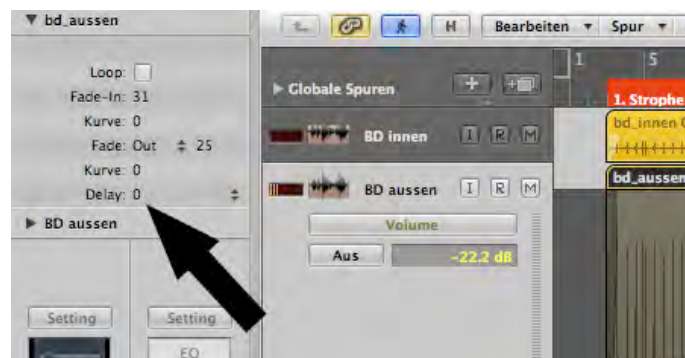 bd_aussen
Loop:
Fade-In: 31
Kurve: 0
Fade: Out 25
Kurve: 0
Delay: 0
BD aussen
Setting Setting
EQ
H Bearbeiten Spur
1 5
Globale Spuren
1. Strophe
BD innen I R M
bd_innen
BD aussen I R M
bd_aussen
Volume
Aus -22.2 dB